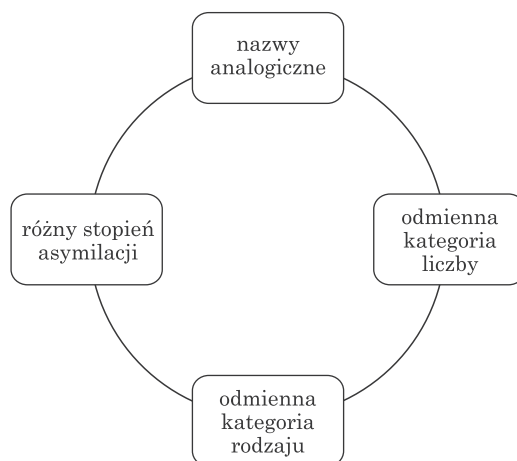 nazwy
analogiczne
różny stopień
asymilacji
odmienna
kategoria
liczby
odmienna
kategoria
rodzaju